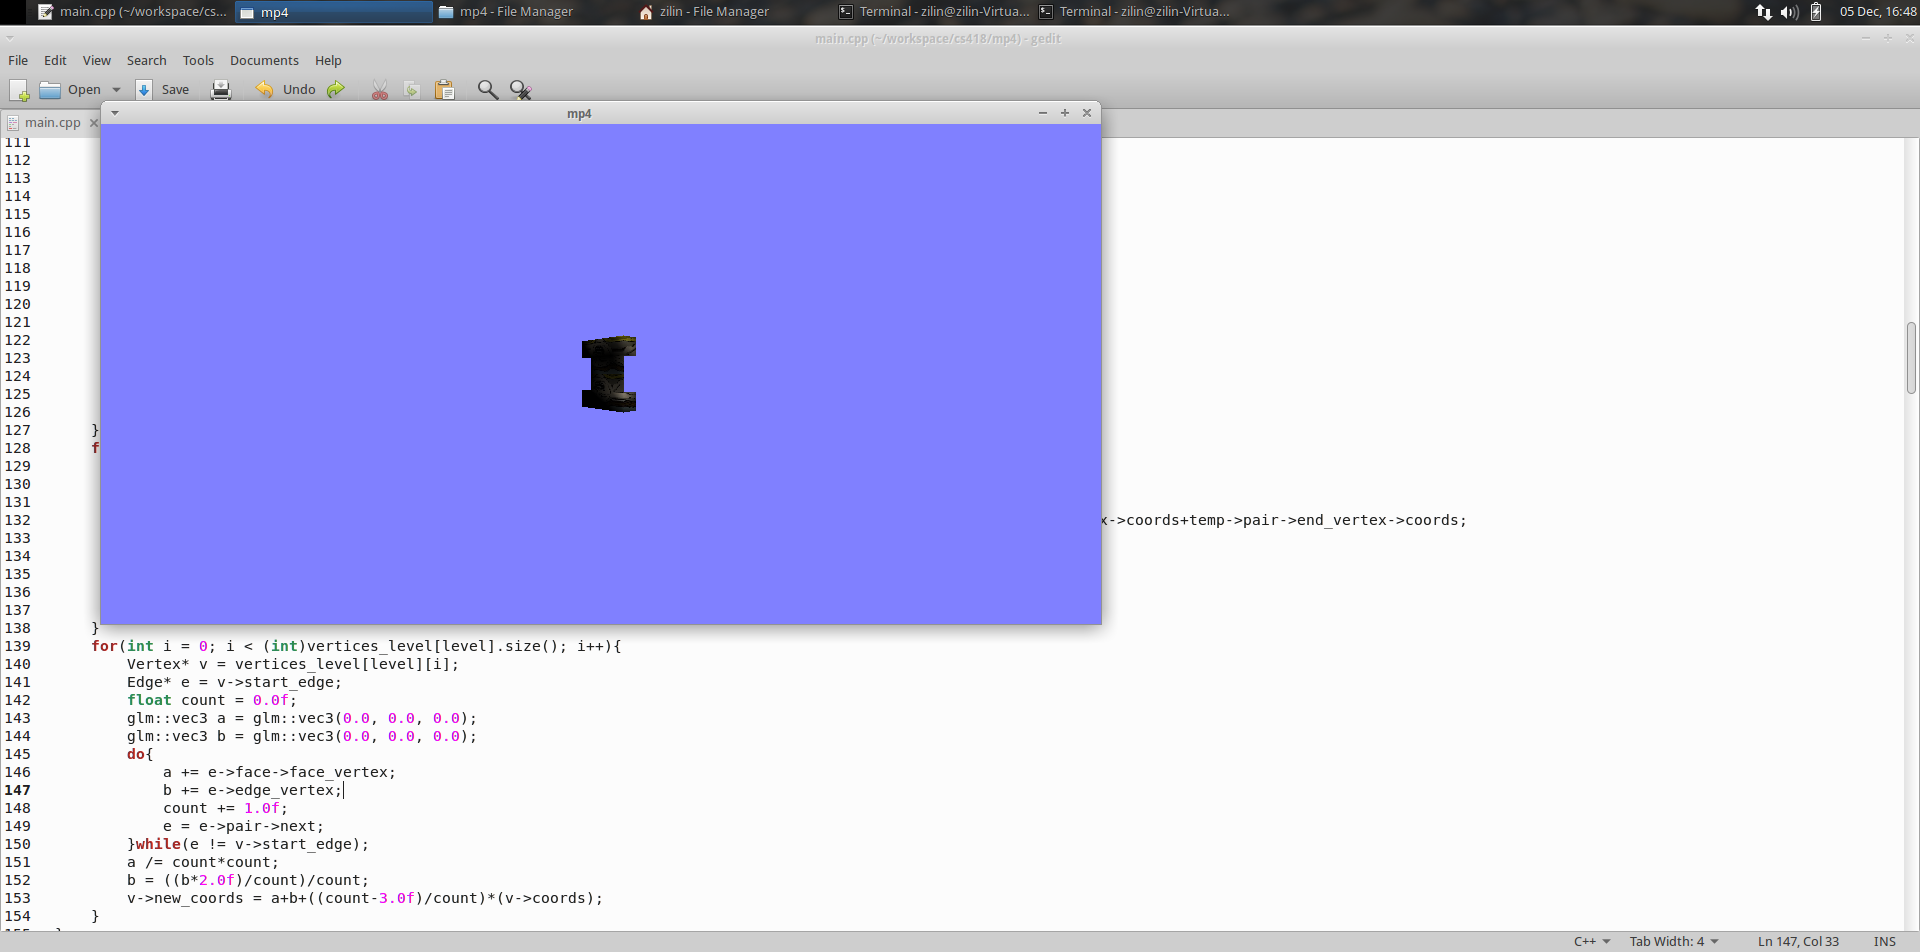 main.cpp (~/workspace/cs...
mp4
mp4 - File Manager
zilin - File Manager
Terminal - zilin@zilin-Virtua...
Terminal - zilin@zilin-Virtua...
05 Dec, 16:48
main.cpp (~/workspace/cs418/mp4) - gedit
File Edit View Search Tools Documents Help
Open Save Undo
main.cpp
mp4
111
112
113
114
115
116
117
118
119
120
121
122
123
124
125
126
127 }
128 f
129
130
131
132 x->coords+temp->pair->end_vertex->coords;
133
134
135
136
137
138 }
139 for(int i = 0; i < (int)vertices_level[level].size(); i++){
140 Vertex* v = vertices_level[level][i];
141 Edge* e = v->start_edge;
142 float count = 0.0f;
143 glm::vec3 a = glm::vec3(0.0, 0.0, 0.0);
144 glm::vec3 b = glm::vec3(0.0, 0.0, 0.0);
145 do{
146 a += e->face->face_vertex;
147 b += e->edge_vertex;
148 count += 1.0f;
149 e = e->pair->next;
150 }while(e != v->start_edge);
151 a /= count*count;
152 b = ((b*2.0f)/count)/count;
153 v->new_coords = a+b+((count-3.0f)/count)*(v->coords);
154 }
C++ Tab Width: 4 Ln 147, Col 33 INS